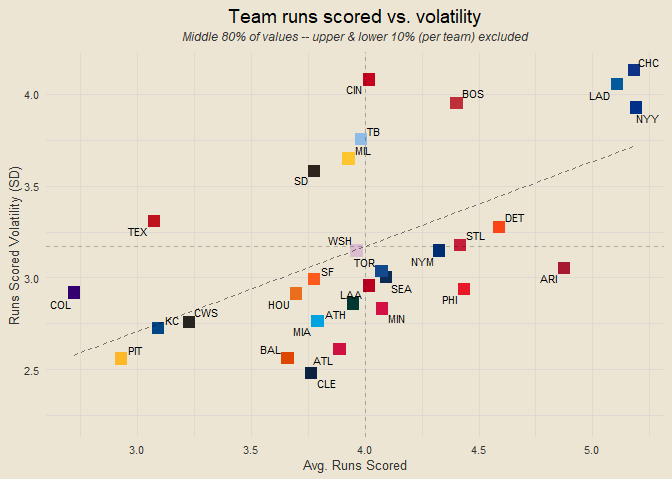 Team runs scored vs. volatility
Middle 80% of values -- upper & lower 10% (per team) excluded
Runs Scored Volatility (SD)
4.0
3.5
3.0
2.5
CHC
LAD
NYY
CIN
BOS
TB
MIL
SD
TEX
DET
WSH
STL
TOR
NYM
SF
SEA
ARI
COL
HOU
LAA
PHI
KC
CWS
ATH
MIN
MIA
PIT
BAL
ATL
CLE
3.0
3.5
4.0
4.5
5.0
Avg. Runs Scored